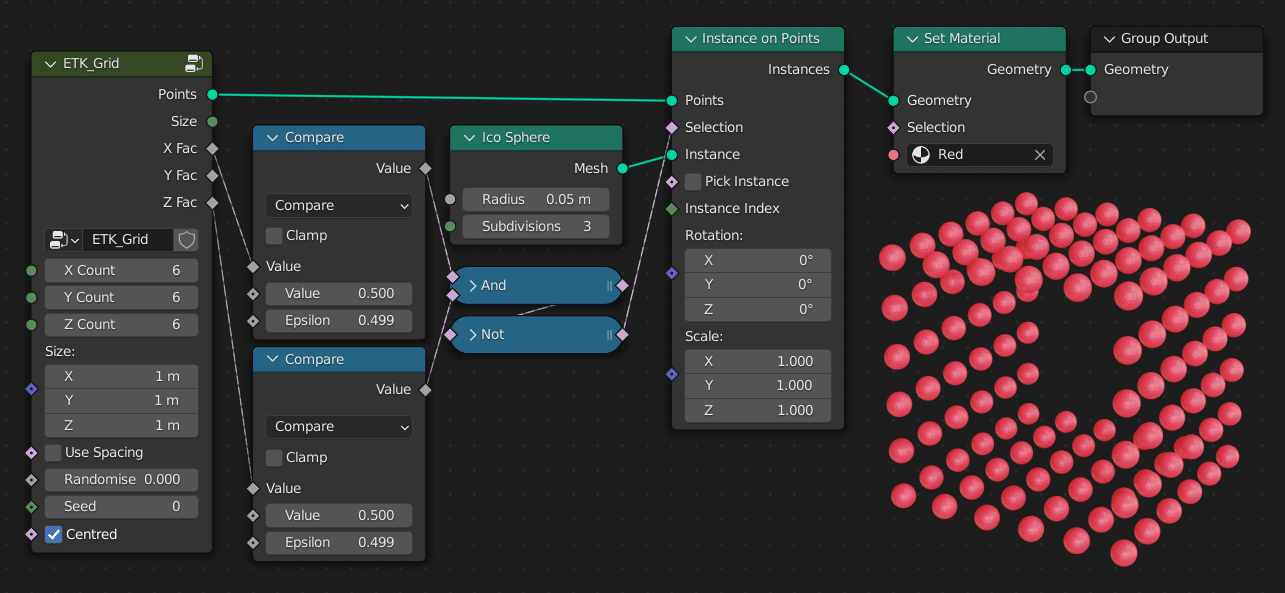 ETK_Grid
Points
Size
X Fac
Y Fac
Z Fac
ETK_Grid
X Count 6
Y Count 6
Z Count 6
Size:
X 1 m
Y 1 m
Z 1 m
Use Spacing
Randomise 0.000
Seed 0
Centred
Compare
Value
Compare
Clamp
Value
Value 0.500
Epsilon 0.499
Compare
Value
Compare
Clamp
Value
Value 0.500
Epsilon 0.499
Ico Sphere
Mesh
Radius 0.05 m
Subdivisions 3
And
Not
Instance on Points
Instances
Points
Selection
Instance
Pick Instance
Instance Index
Rotation:
X 0°
Y 0°
Z 0°
Scale:
X 1.000
Y 1.000
Z 1.000
Set Material
Geometry
Geometry
Selection
Red
Group Output
Geometry